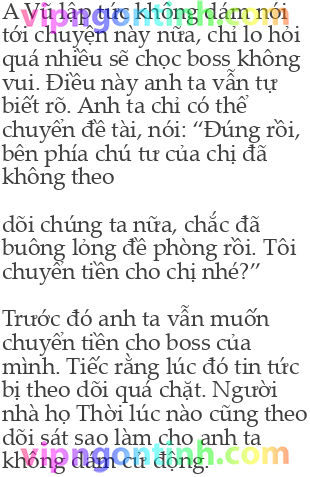 A Vũ lập tức không dám nói
tới chuyện này nữa, chỉ lo hỏi
quá nhiều sẽ chọc boss không
vui. Điều này anh ta vẫn tự
biết rõ. Anh ta chỉ có thể
chuyển đề tài, nói: “Đúng rồi,
bên phía chú tư của chị đã
không theo
dõi chúng ta nữa, chắc đã
buông lỏng đề phòng rồi. Tôi
chuyển tiền cho chị nhé?”
Trước đó anh ta vẫn muốn
chuyển tiền cho boss của
mình. Tiếc rằng lúc đó tin tức
bị theo dõi quá chặt. Người
nhà họ Thời lúc nào cũng theo
dõi sát sao làm cho anh ta
không dám cử động.
vipngontinh.com
vipngontinh.com
vipngontinh.com